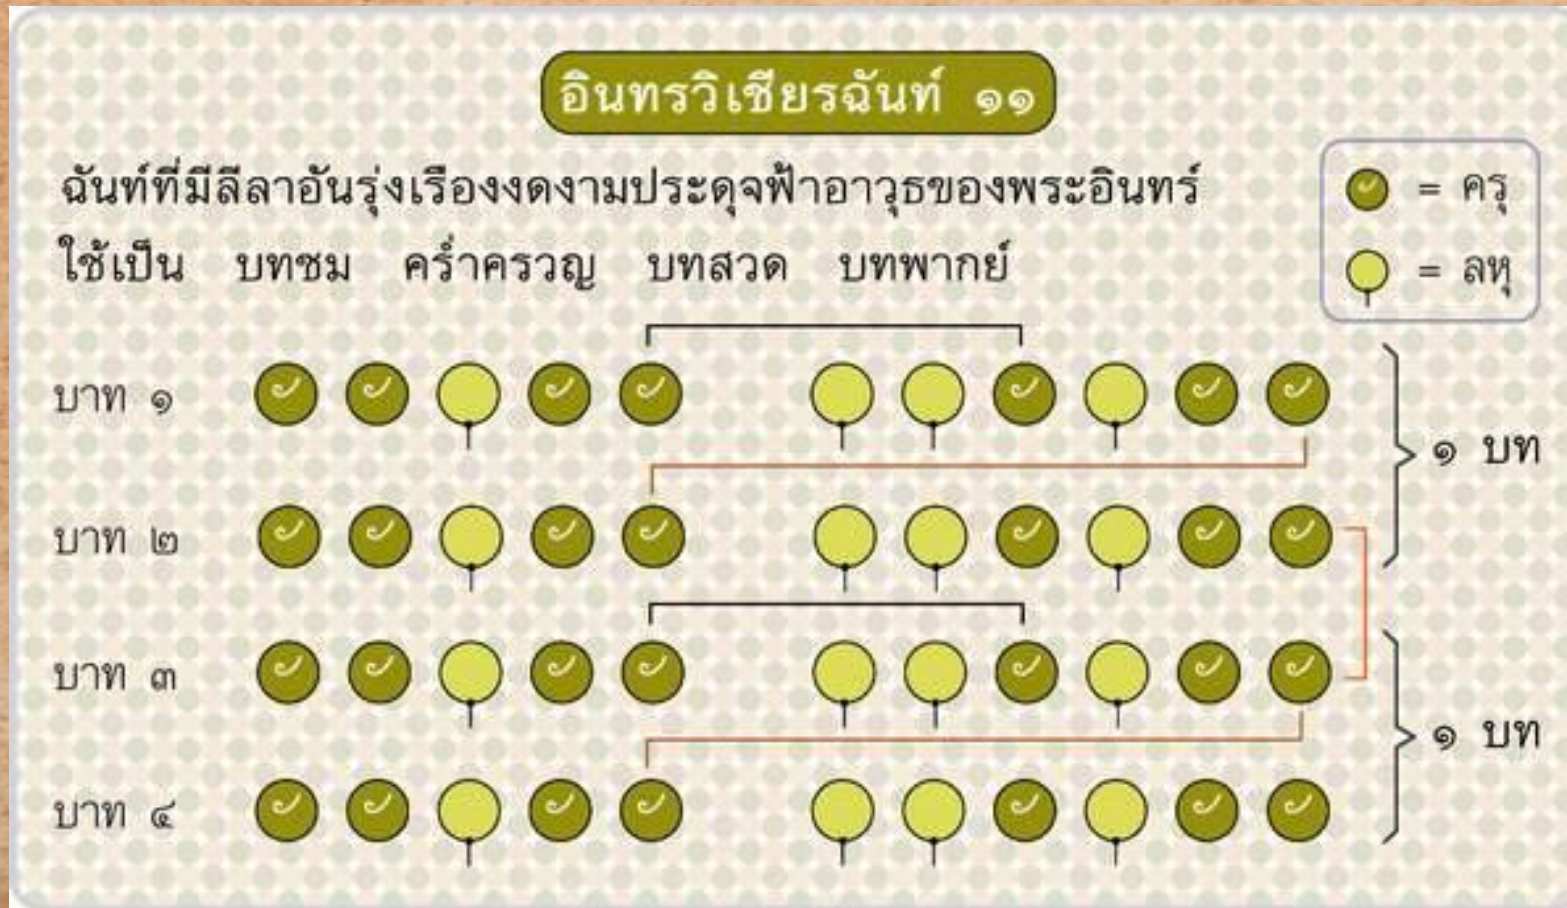 อินทรวิเชียรฉันท์ ๑๑
ฉันท์ที่มีลีลาอันรุ่งเรืองงดงามประดุจฟ้าอาวุธของพระอินทร์
ใช้เป็น บทชม คร่ำครวญ บทสวด บทพากย์
= ครุ
= ลหุ
บาท ๑
๑ บท
บาท ๒
บาท ๓
๑ บท
บาท ๔